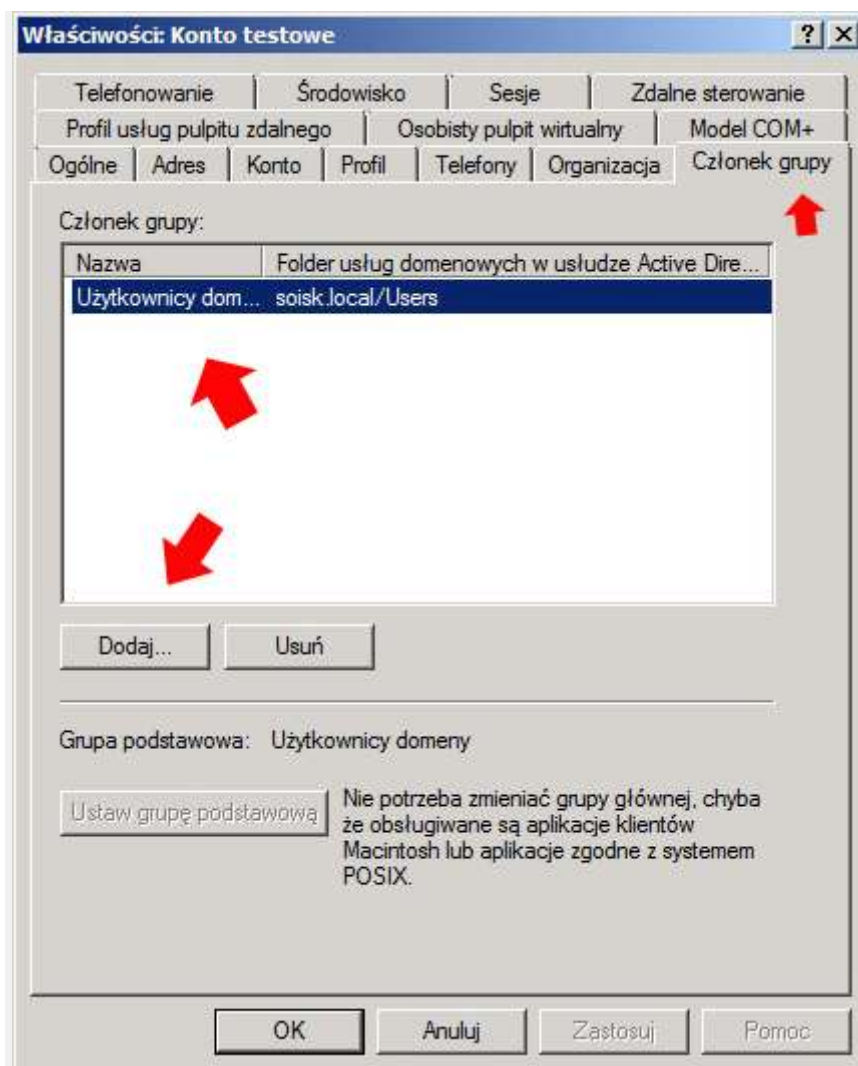 Właściwości: Konto testowe
Telefonowanie Środowisko Sesje Zdalne sterowanie
Profil usług pulpitu zdalnego Osobisty pulpit wirtualny Model COM+
Ogólne Adres Konto Profil Telefony Organizacja Członek grupy
Członek grupy:
Nazwa Folder usług domenowych w usłudze Active Dire...
Użytkownicy dom... soisk.local/Users
Dodaj... Usuń
Grupa podstawowa: Użytkownicy domeny
Ustaw grupę podstawową
Nie potrzeba zmieniać grupy głównej, chyba
że obsługiwane są aplikacje klientów
Macintosh lub aplikacje zgodne z systemem
POSIX.
OK Anuluj Zastosuj Pomoc